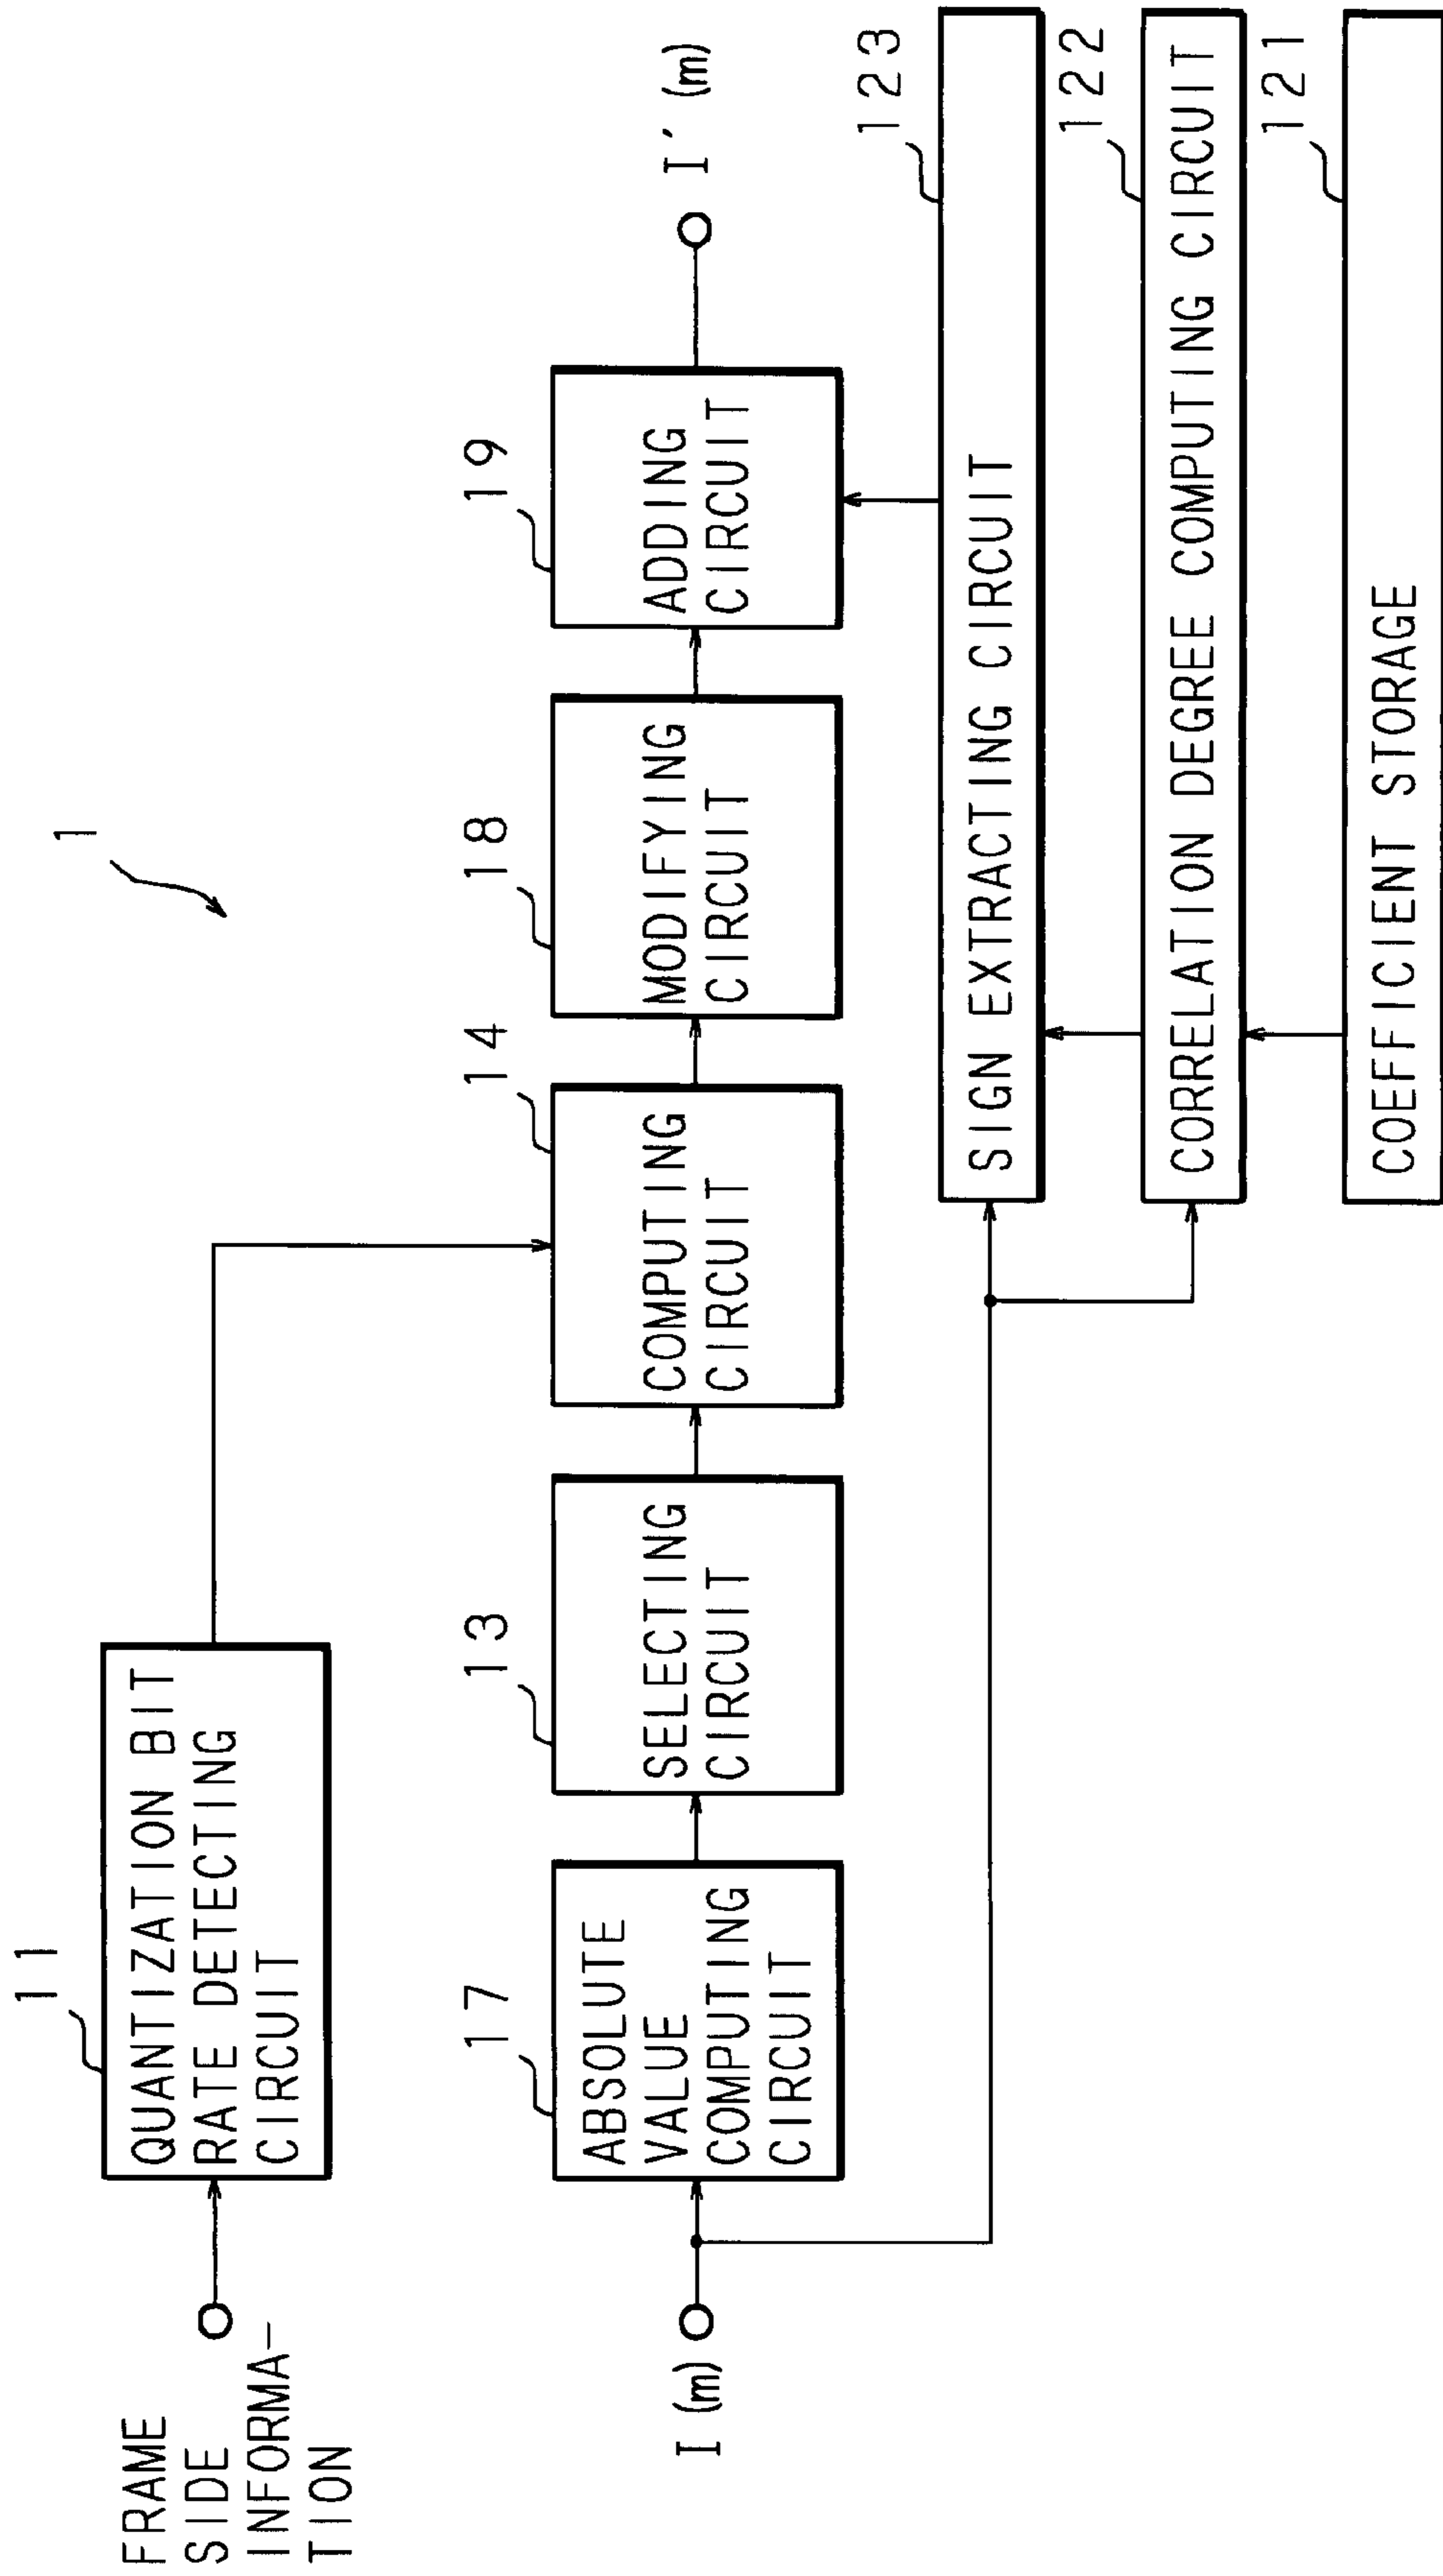 1
11
FRAME
SIDE
INFORMA-
TION
QUANTIZATION BIT
RATE DETECTING
CIRCUIT
17
13
14
18
19
I (m)
ABSOLUTE
VALUE
COMPUTING
CIRCUIT
SELECTING
CIRCUIT
COMPUTING
CIRCUIT
MODIFYING
CIRCUIT
ADDING
CIRCUIT
I′ (m)
123
SIGN EXTRACTING CIRCUIT
122
CORRELATION DEGREE COMPUTING CIRCUIT
121
COEFFICIENT STORAGE